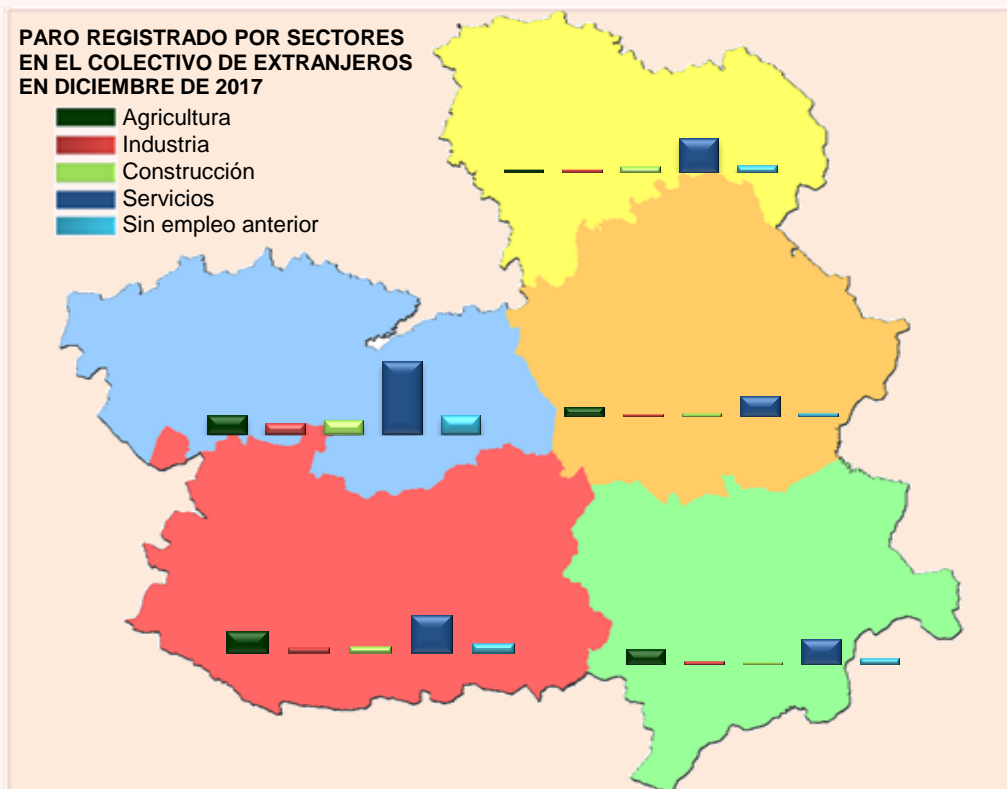 PARO REGISTRADO POR SECTORES
EN EL COLECTIVO DE EXTRANJEROS
EN DICIEMBRE DE 2017
Agricultura
Industria
Construcción
Servicios
Sin empleo anterior